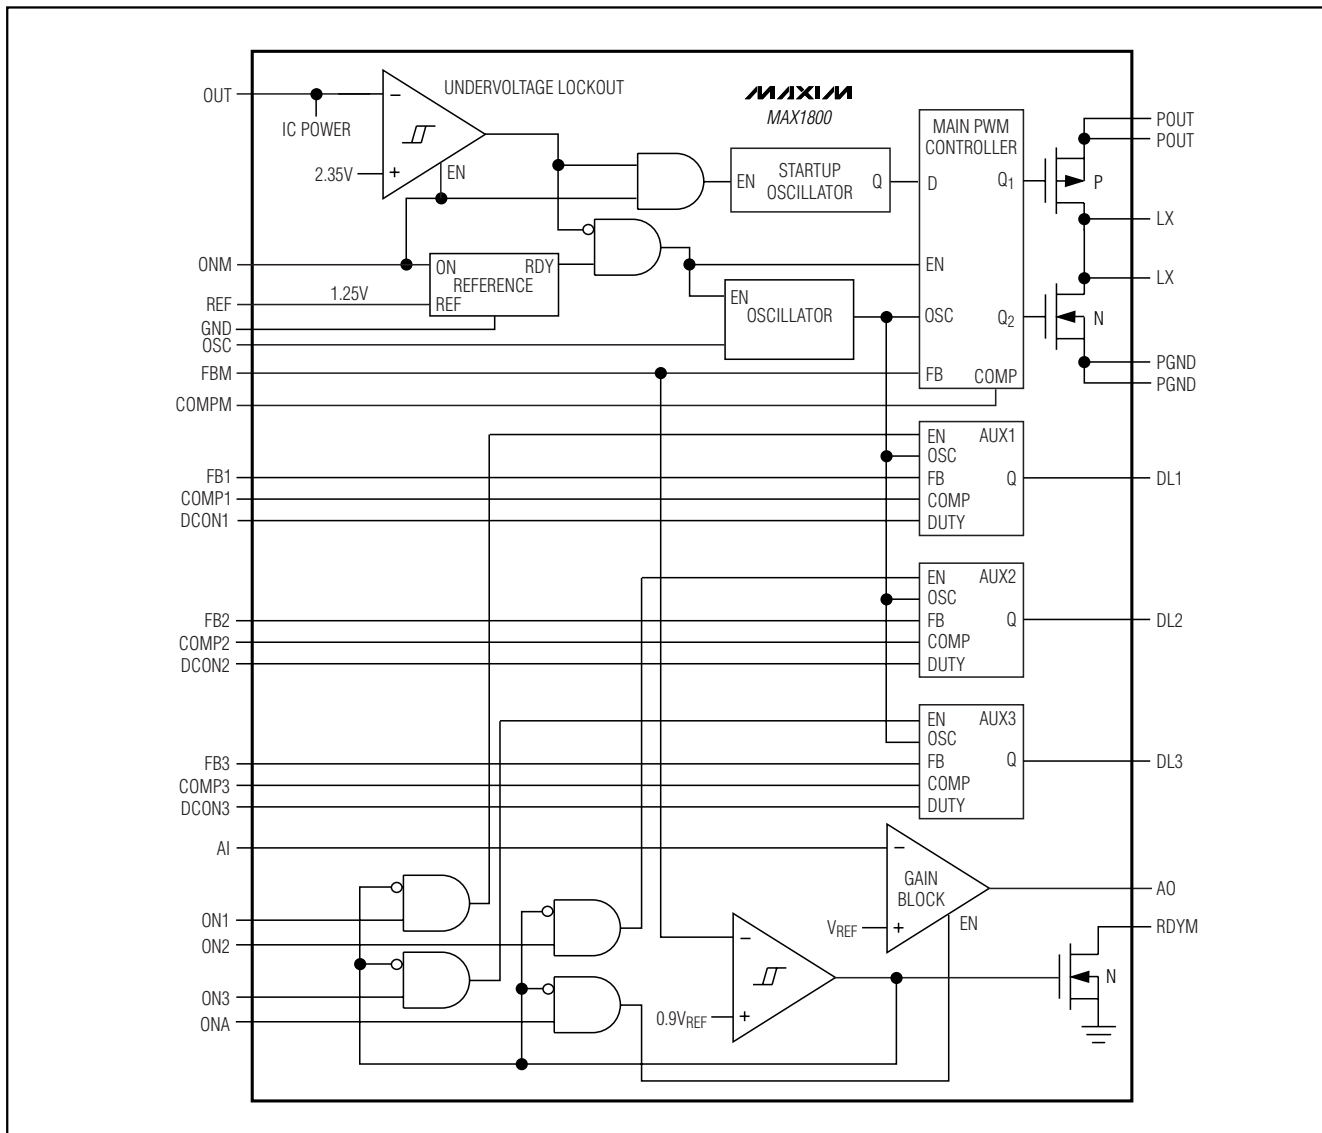 UNDERVOLTAGE LOCKOUT
MAXIM
MAX1800
OUT
IC POWER
−
2.35V
+
EN
EN
STARTUP
OSCILLATOR
Q
MAIN PWM
CONTROLLER
D
Q1
EN
OSC
Q2
FB
COMP
P
N
POUT
POUT
LX
LX
PGND
PGND
ONM
REF
GND
OSC
FBM
COMPM
1.25V
ON
RDY
REFERENCE
REF
EN
OSCILLATOR
FB1
COMP1
DCON1
EN
AUX1
OSC
FB
Q
COMP
DUTY
DL1
FB2
COMP2
DCON2
EN
AUX2
OSC
FB
Q
COMP
DUTY
DL2
FB3
COMP3
DCON3
EN
AUX3
OSC
FB
Q
COMP
DUTY
DL3
AI
−
GAIN
BLOCK
VREF
+
EN
AO
ON1
ON2
ON3
ONA
−
0.9VREF
+
RDYM
N